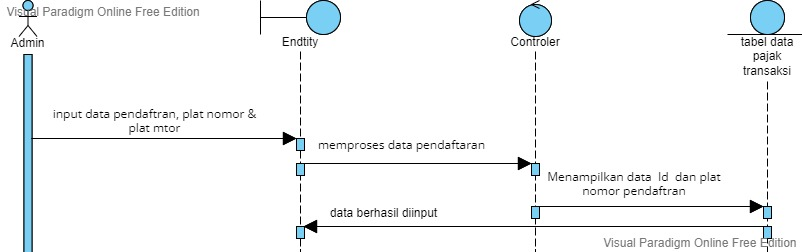 Visual Paradigm Online Free Edition
Admin
Endtity
Controler
tabel data
pajak
transaksi
input data pendaftran, plat nomor &
plat mtor
memproses data pendaftaran
Menampilkan data Id dan plat
nomor pendaftran
data berhasil diinput
Visual Paradigm Online Free Edition